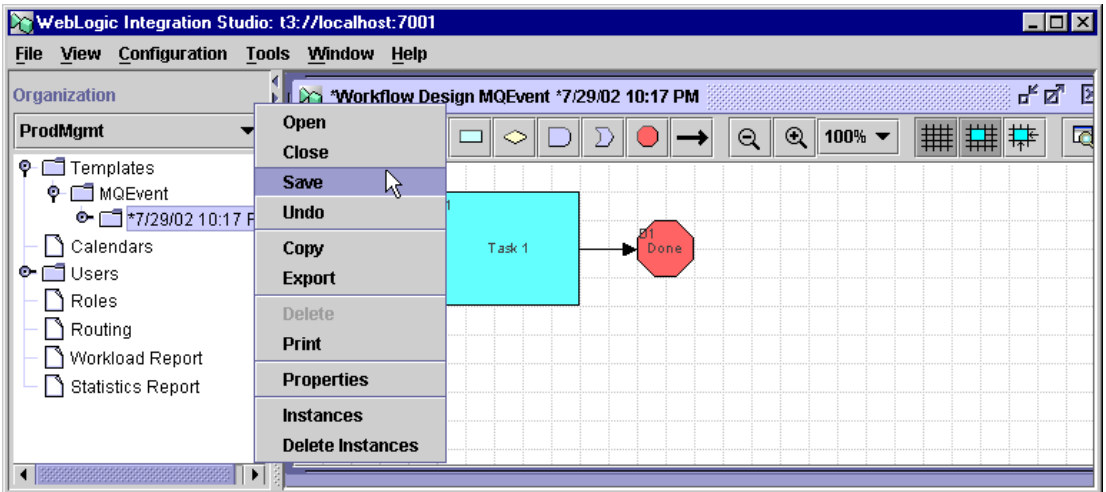 WebLogic Integration Studio: t3://localhost:7001
File View Configuration Tools Window Help
Organization
*Workflow Design MQEvent *7/29/02 10:17 PM
ProdMgmt
100%
Templates
MQEvent
*7/29/02 10:17 P
Calendars
Users
Roles
Routing
Workload Report
Statistics Report
Open
Close
Save
Undo
Copy
Export
Delete
Print
Properties
Instances
Delete Instances
1
Task 1
D1
Done